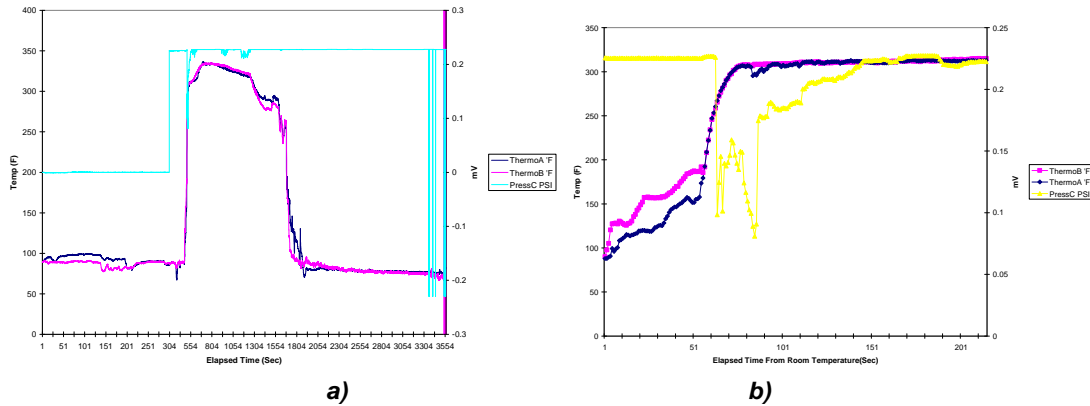 400
350
300
250
200
150
100
50
0
Temp (F)
0.3
0.2
0.1
0
-0.1
-0.2
-0.3
mV
1 51 101 151 201 251 304 504 554 804 1054 1304 1404 1554 1804 2054 2304 2554 2804 3054 3304 3554
Elapsed Time (Sec)
ThermoA 'F
ThermoB 'F
PressC PSI
a)
350
300
250
200
150
100
50
0
Temp (F)
0.25
0.2
0.15
0.1
0.05
0
mV
1 51 101 151 201
Elapsed Time From Room Temperature(Sec)
ThermoB 'F
ThermoA 'F
PressC PSI
b)